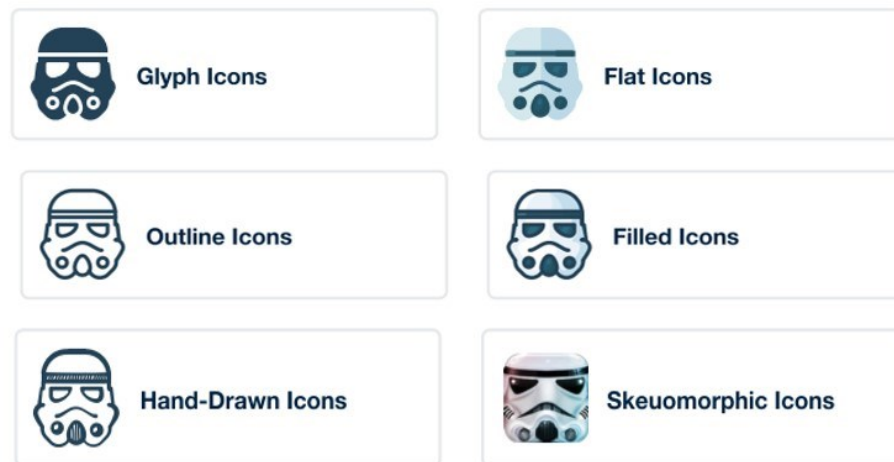 Glyph Icons
Flat Icons
Outline Icons
Filled Icons
Hand-Drawn Icons
Skeuomorphic Icons